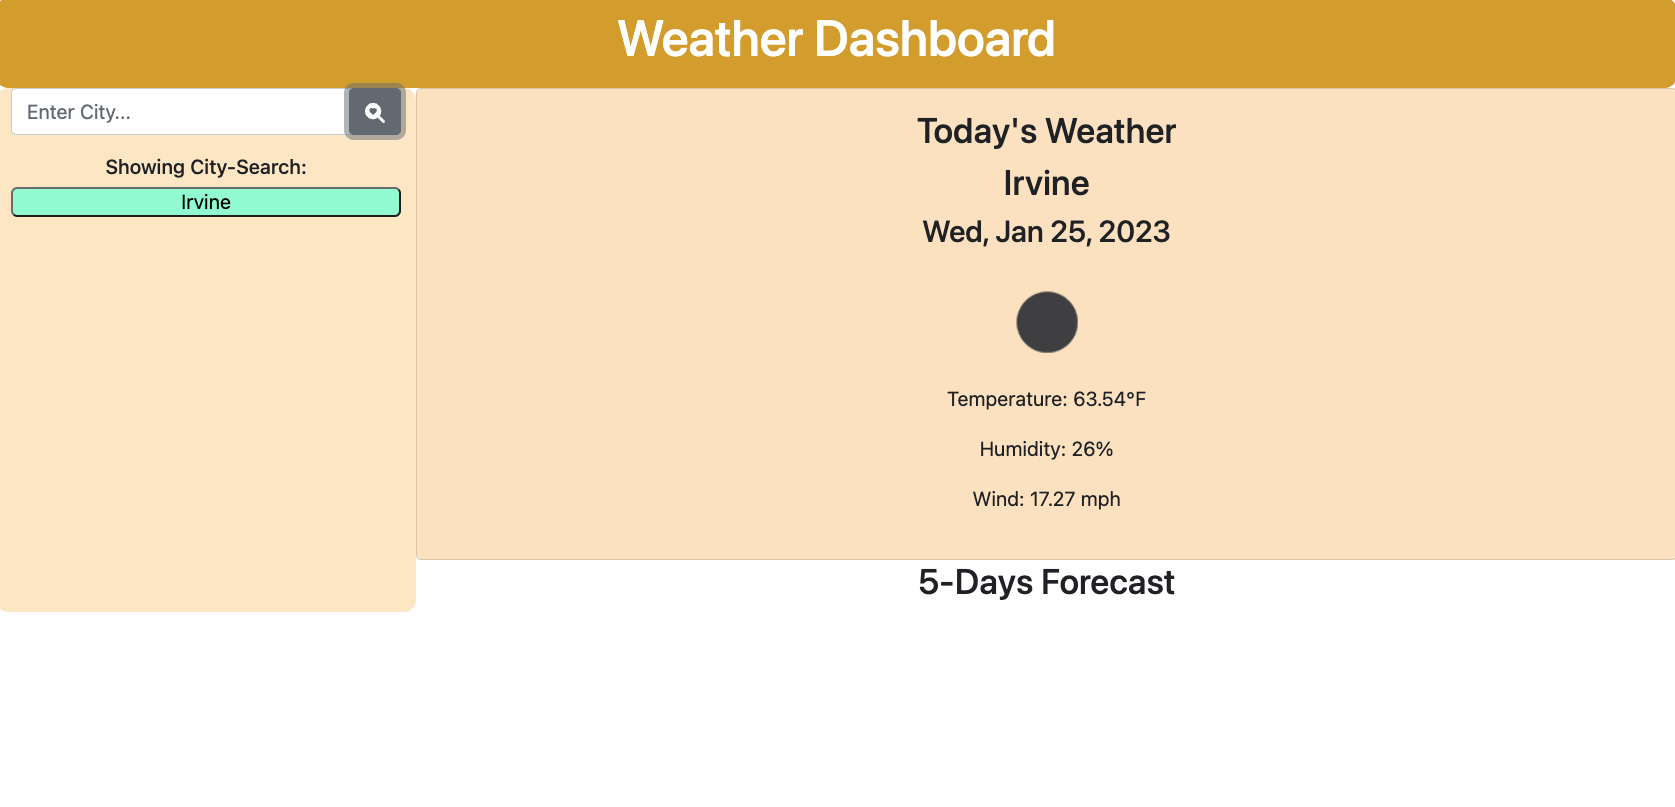 Weather Dashboard
Enter City...
Showing City-Search:
Irvine
Today's Weather
Irvine
Wed, Jan 25, 2023
Temperature: 63.54°F
Humidity: 26%
Wind: 17.27 mph
5-Days Forecast